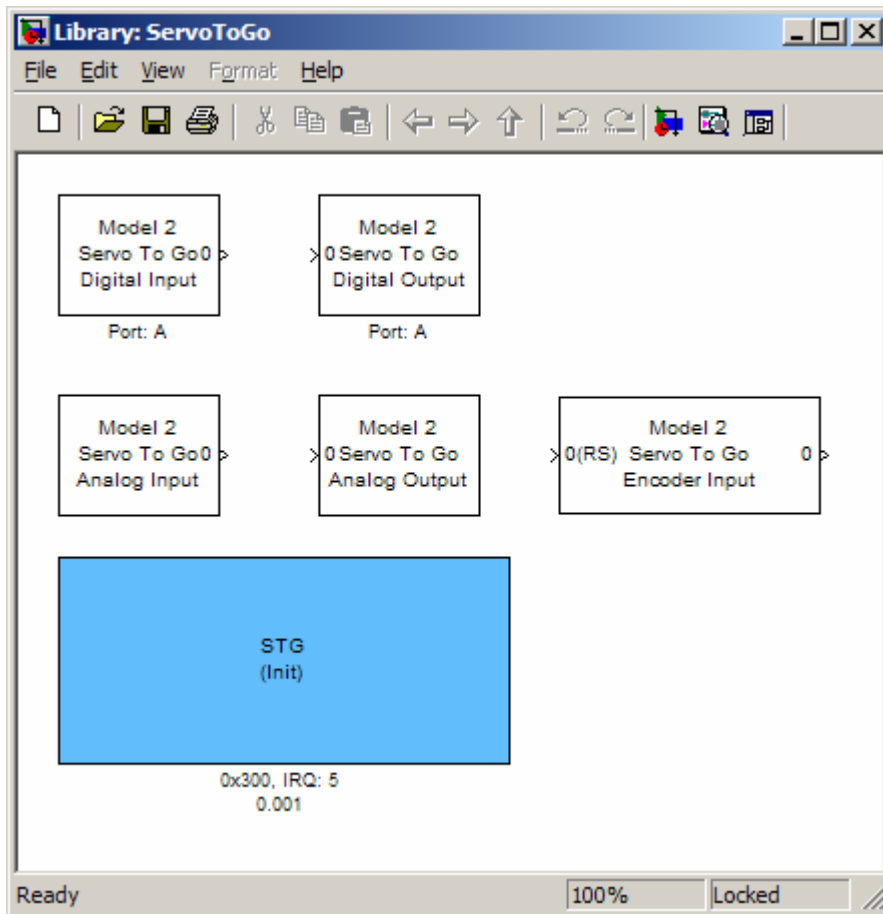 Library: ServoToGo
File Edit View Format Help
Model 2
Servo To Go 0
Digital Input
Port: A
Model 2
0 Servo To Go
Digital Output
Port: A
Model 2
Servo To Go 0
Analog Input
Model 2
0 Servo To Go
Analog Output
Model 2
0(RS) Servo To Go 0
Encoder Input
STG
(Init)
0x300, IRQ: 5
0.001
Ready 100% Locked